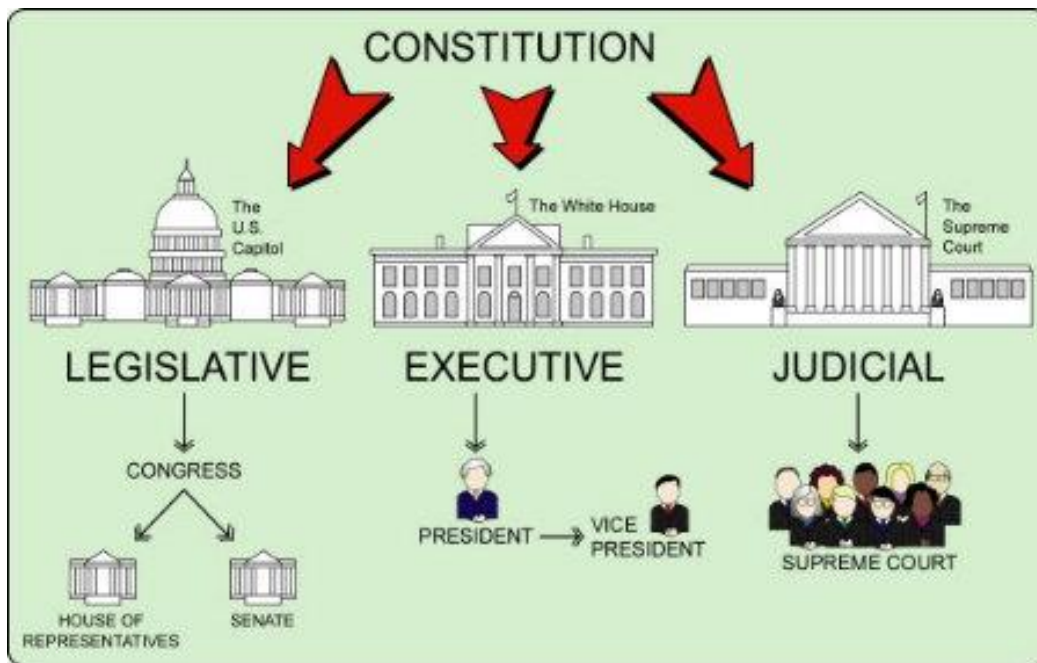 CONSTITUTION
The
U.S.
Capitol
The White House
The
Supreme
Court
LEGISLATIVE
EXECUTIVE
JUDICIAL
CONGRESS
PRESIDENT
VICE
PRESIDENT
SUPREME COURT
HOUSE OF
REPRESENTATIVES
SENATE